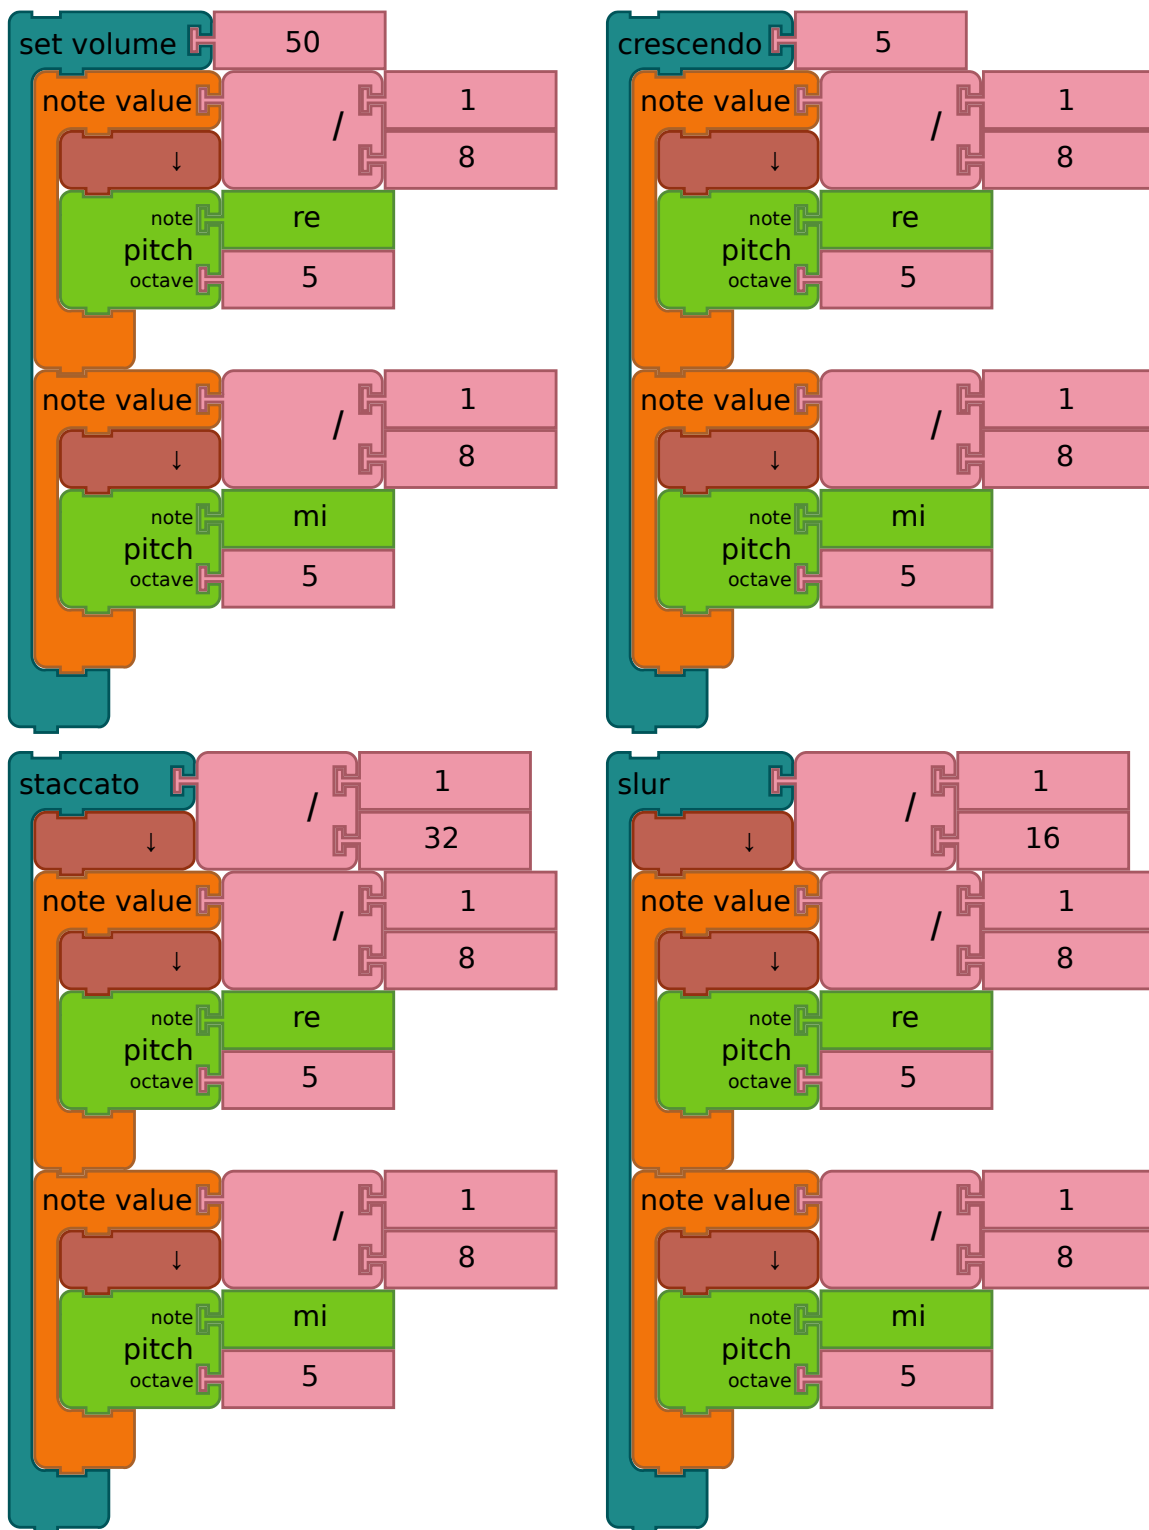 set volume 50
note value / 1
↓ 8
note re
pitch
octave 5
note value / 1
↓ 8
note mi
pitch
octave 5
crescendo 5
note value / 1
↓ 8
note re
pitch
octave 5
note value / 1
↓ 8
note mi
pitch
octave 5
staccato / 1
↓ 32
note value / 1
↓ 8
note re
pitch
octave 5
note value / 1
↓ 8
note mi
pitch
octave 5
slur / 1
↓ 16
note value / 1
↓ 8
note re
pitch
octave 5
note value / 1
↓ 8
note mi
pitch
octave 5